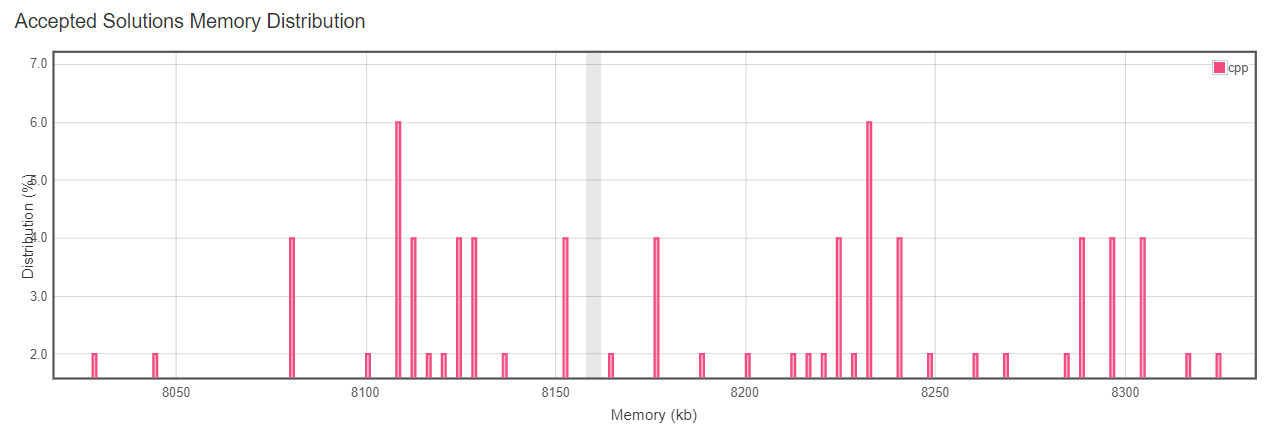 Accepted Solutions Memory Distribution
cpp
Distribution (%)
7.0
6.0
5.0
4.0
3.0
2.0
8050 8100 8150 8200 8250 8300
Memory (kb)